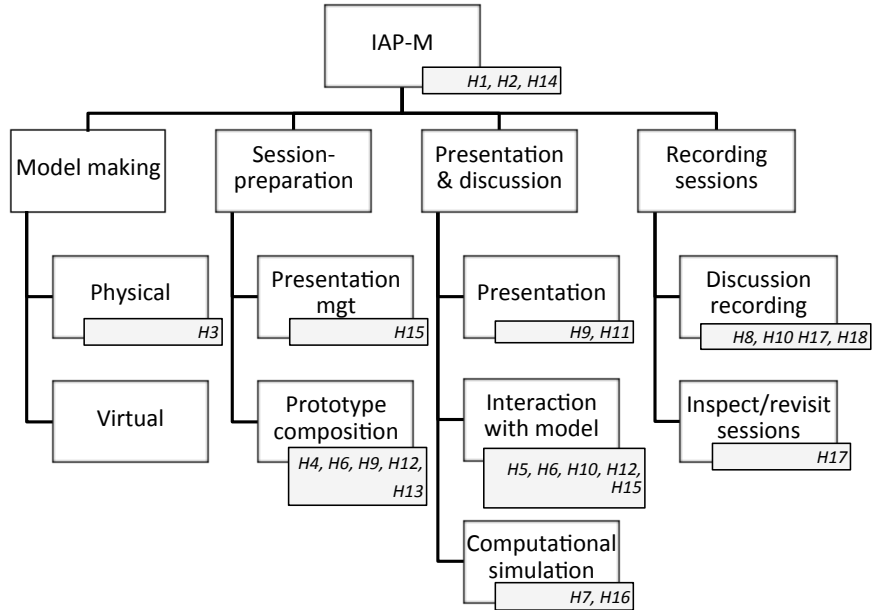 IAP-M
H1, H2, H14
Model making
Session-
preparation
Presentation
& discussion
Recording
sessions
Physical
H3
Presentation
mgt
H15
Presentation
H9, H11
Discussion
recording
H8, H10 H17, H18
Virtual
Prototype
composition
H4, H6, H9, H12,
H13
Interaction
with model
H5, H6, H10, H12,
H15
Inspect/revisit
sessions
H17
Computational
simulation
H7, H16